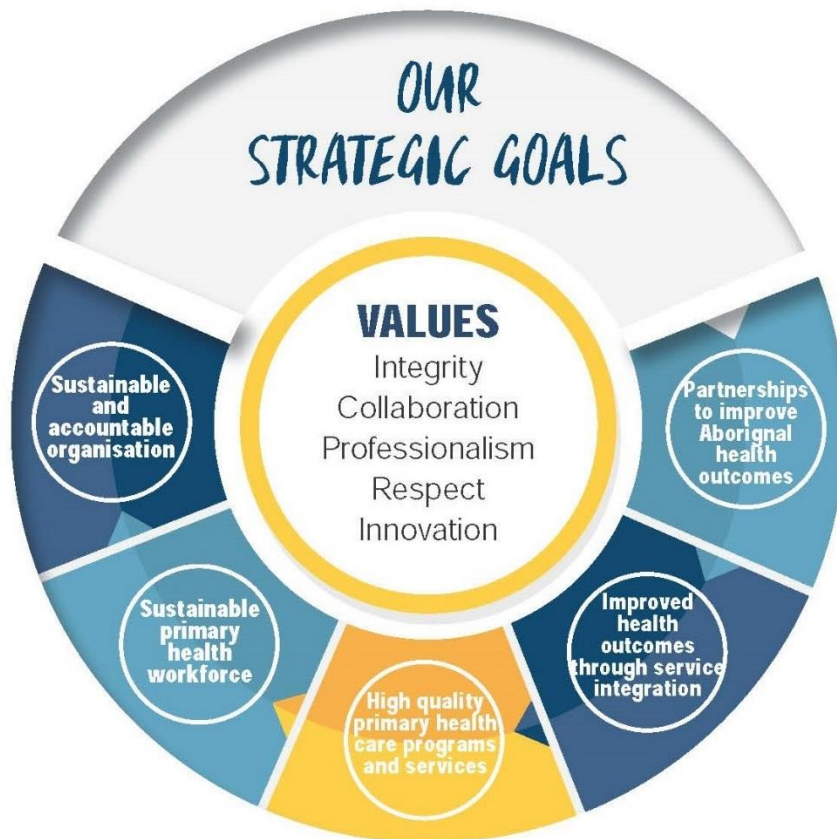 OUR
STRATEGIC GOALS
VALUES
Integrity
Collaboration
Professionalism
Respect
Innovation
Sustainable
and
accountable
organisation
Sustainable
primary
health
workforce
High quality
primary health
care programs
and services
Improved
health
outcomes
through service
integration
Partnerships
to improve
Aborignal
health
outcomes